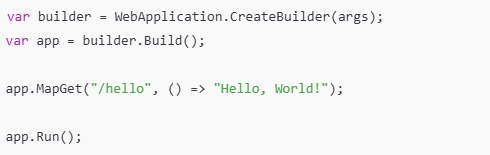 var builder = WebApplication.CreateBuilder(args);
var app = builder.Build();
app.MapGet("/hello", () => "Hello, World!");
app.Run();